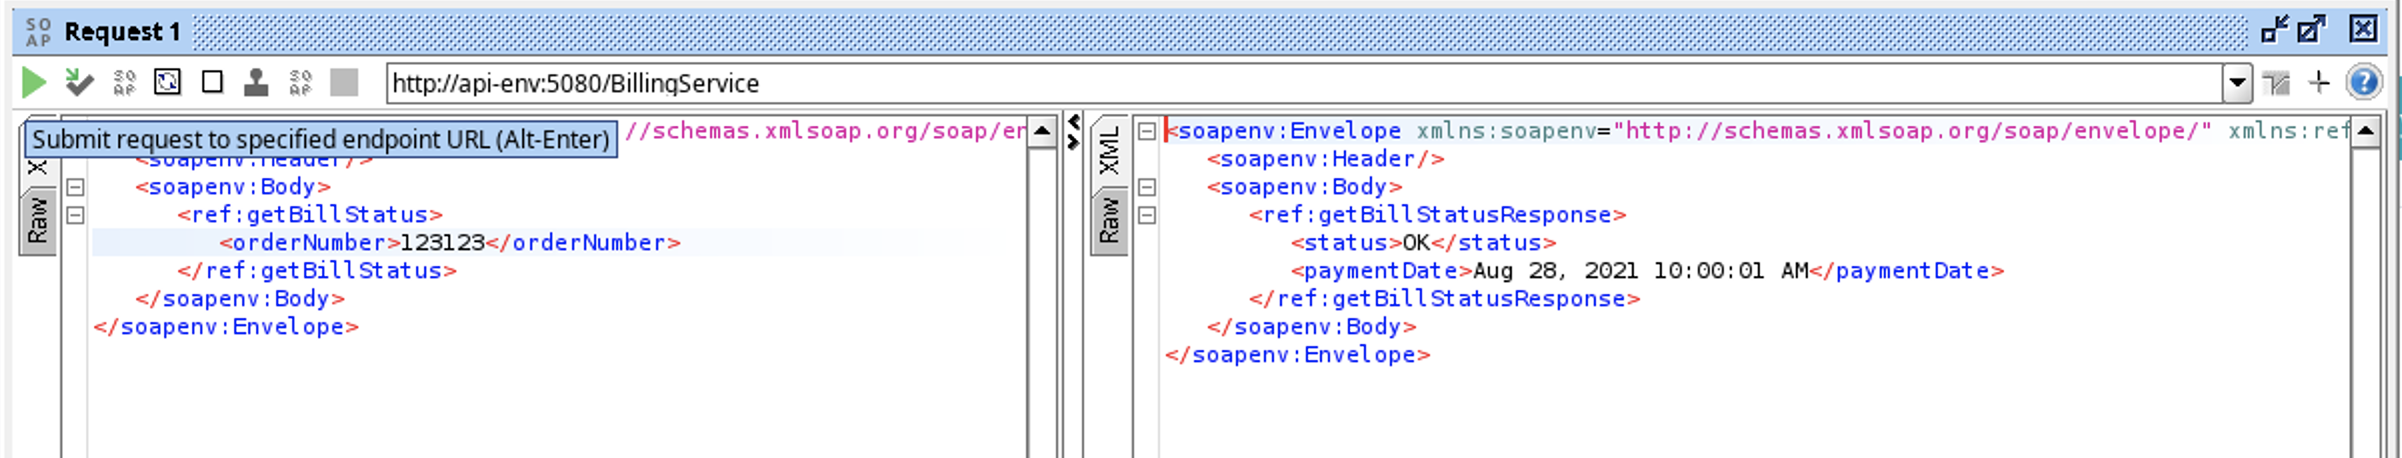 SO
AP
Request 1
SO
AP
SO
AP
http://api-env:5080/BillingService
?
Submit request to specified endpoint URL (Alt-Enter)
//schemas.xmlsoap.org/soap/er
<soapenv:Header/>
<soapenv:Body>
<ref:getBillStatus>
<orderNumber>123123</orderNumber>
</ref:getBillStatus>
</soapenv:Body>
</soapenv:Envelope>
X
Raw
XML
Raw
<soapenv:Envelope xmlns:soapenv="http://schemas.xmlsoap.org/soap/envelope/" xmlns:ref
<soapenv:Header/>
<soapenv:Body>
<ref:getBillStatusResponse>
<status>OK</status>
<paymentDate>Aug 28, 2021 10:00:01 AM</paymentDate>
</ref:getBillStatusResponse>
</soapenv:Body>
</soapenv:Envelope>